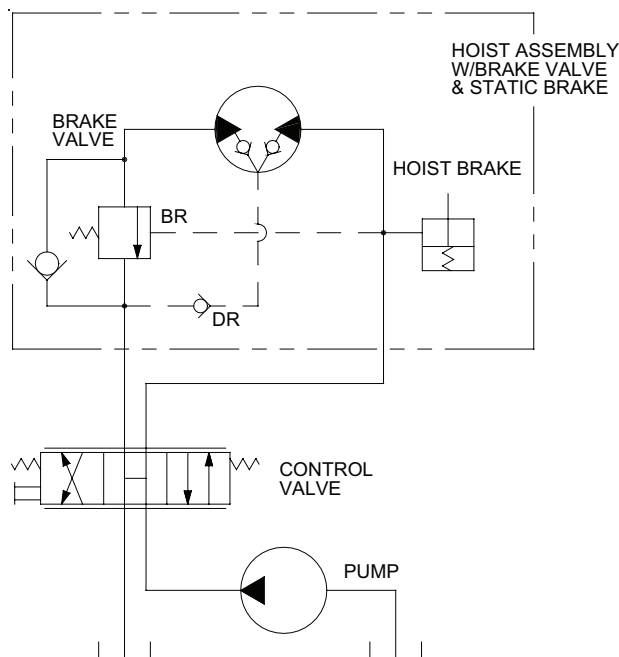 HOIST ASSEMBLY
W/BRAKE VALVE
& STATIC BRAKE
BRAKE
VALVE
HOIST BRAKE
BR
DR
CONTROL
VALVE
PUMP